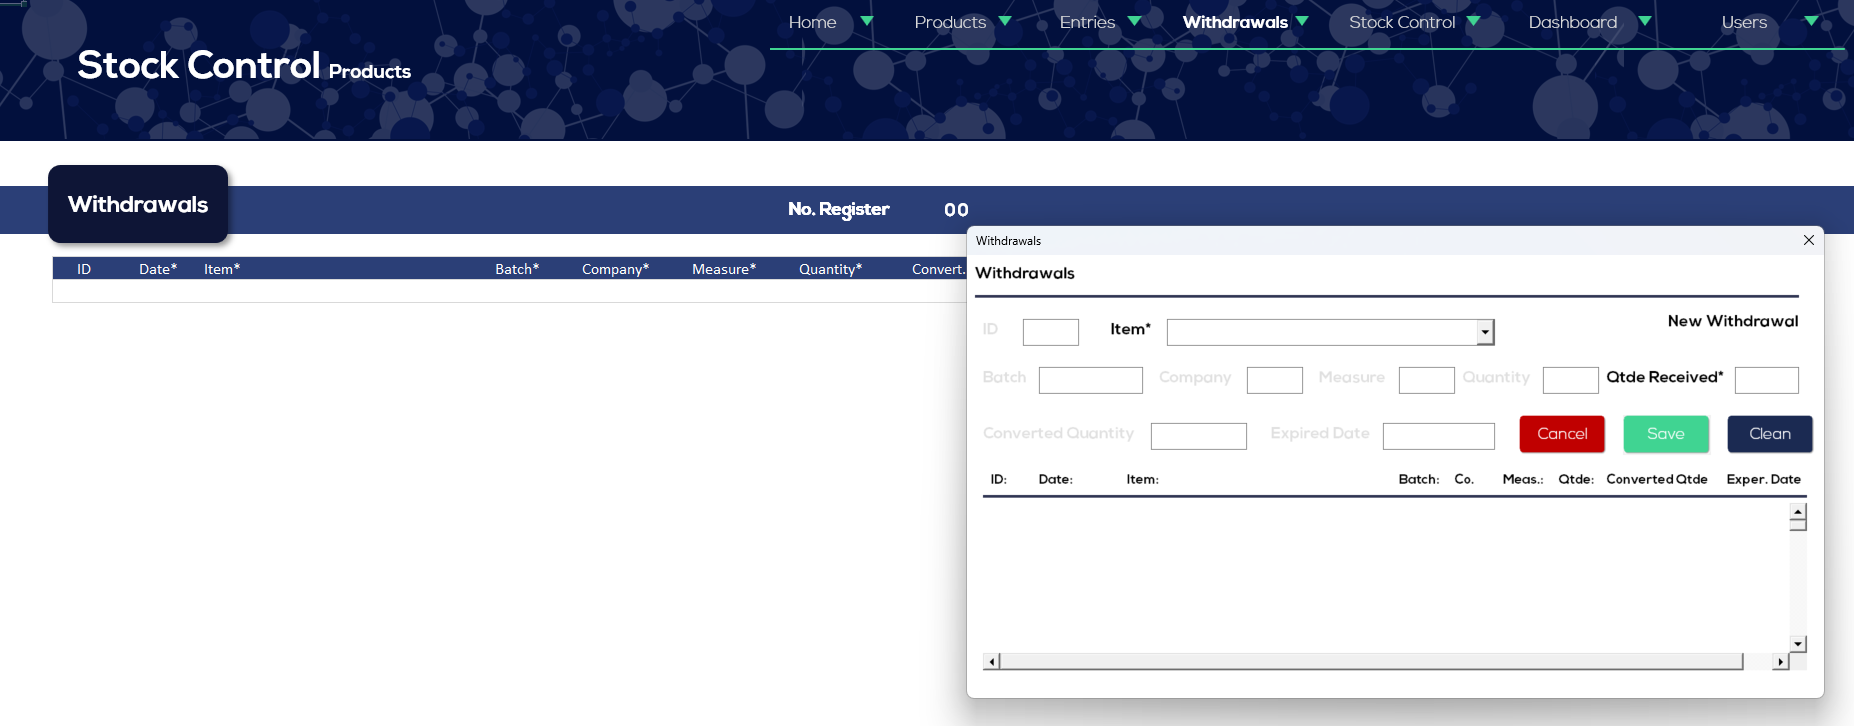 Home Products Entries Withdrawals Stock Control Dashboard Users
Stock Control Products
Withdrawals
No. Register 00
ID Date* Item* Batch* Company* Measure* Quantity* Convert.
Withdrawals
Withdrawals
ID Item* New Withdrawal
Batch Company Measure Quantity Qtde Received*
Converted Quantity Expired Date Cancel Save Clean
ID: Date: Item: Batch: Co. Meas.: Qtde: Converted Qtde Exper. Date